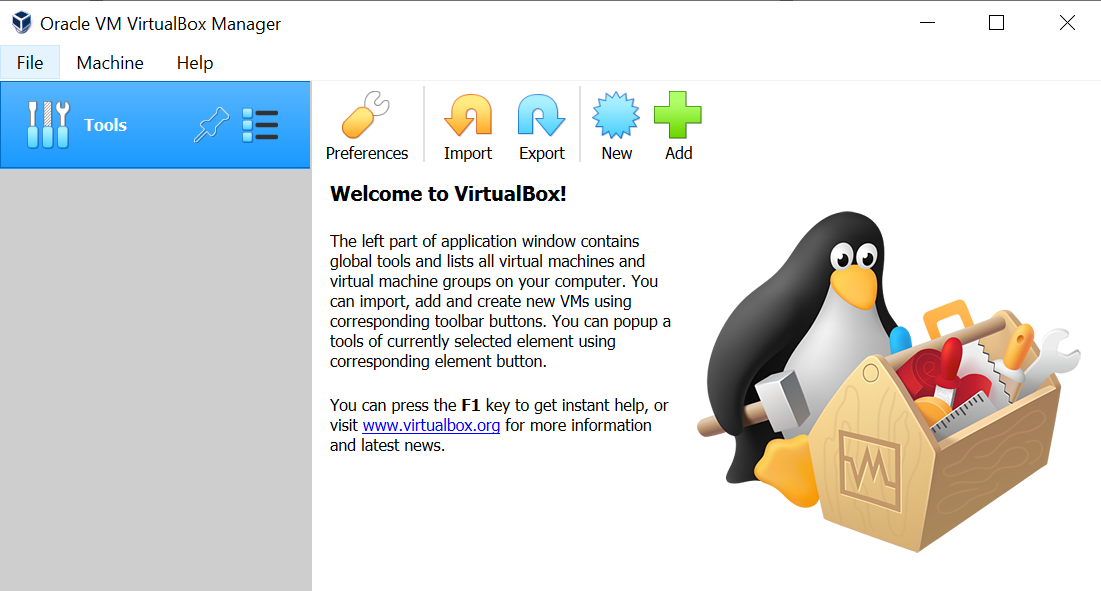 Oracle VM VirtualBox Manager
File Machine Help
Tools
Preferences Import Export New Add
Welcome to VirtualBox!
The left part of application window contains
global tools and lists all virtual machines and
virtual machine groups on your computer. You
can import, add and create new VMs using
corresponding toolbar buttons. You can popup a
tools of currently selected element using
corresponding element button.
You can press the F1 key to get instant help, or
visit www.virtualbox.org for more information
and latest news.